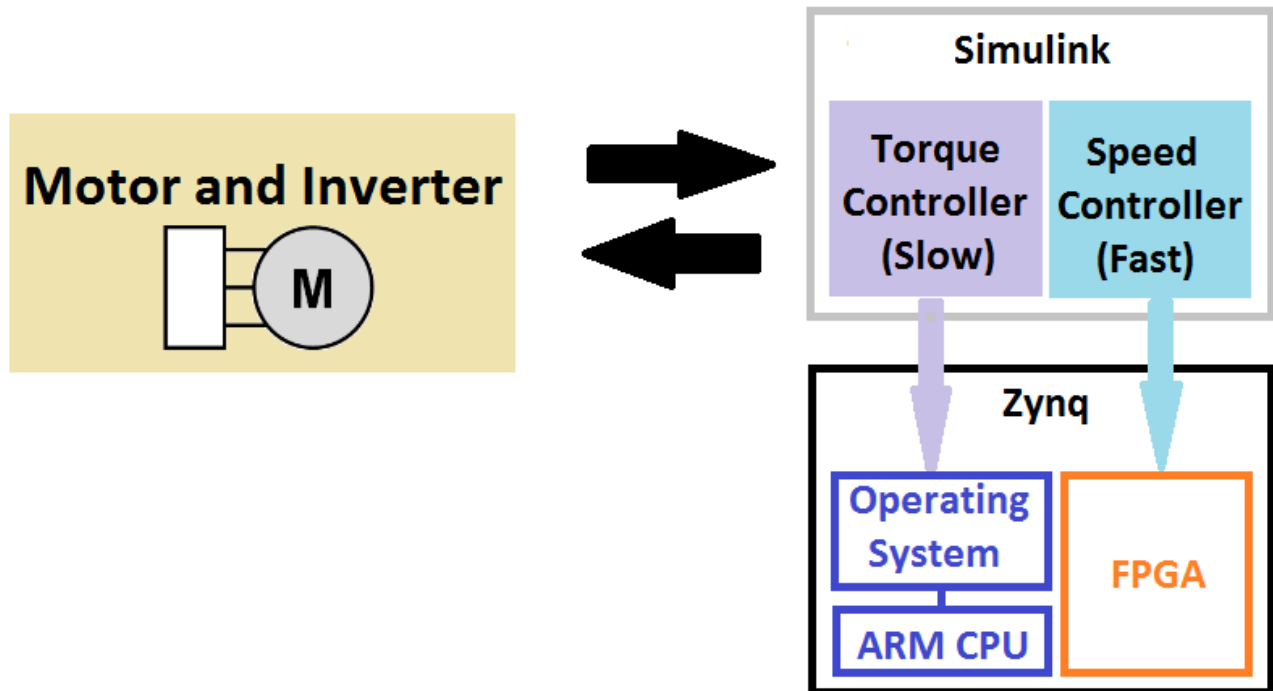 Motor and Inverter
M
Simulink
Torque
Controller
(Slow)
Speed
Controller
(Fast)
Zynq
Operating
System
ARM CPU
FPGA